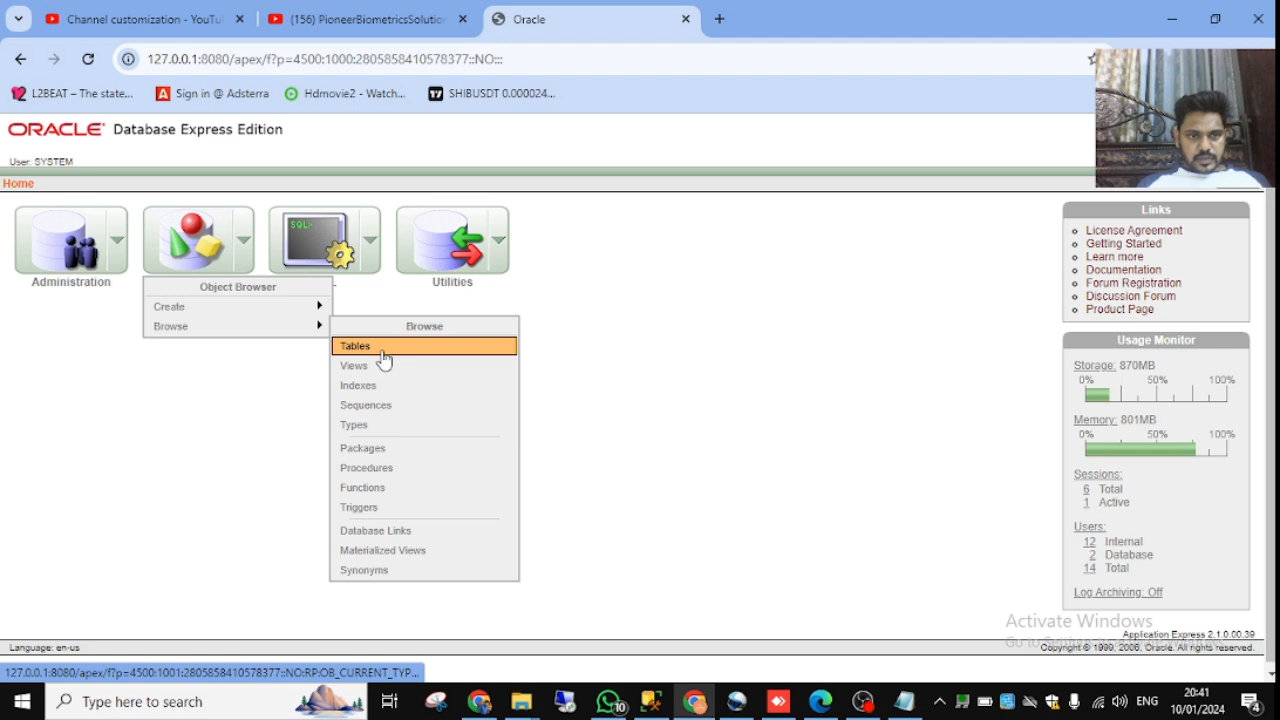 Channel customization - YouTu
(156) PioneerBiometricsSolutio
Oracle
127.0.0.1:8080/apex/f?p=4500:1000:2805858410578377::NO:::
L2BEAT – The state...
Sign in @ Adsterra
Hdmovie2 - Watch...
SHIBUSDT 0.000024...
ORACLE Database Express Edition
User: SYSTEM
Home
SQL>
Administration
Utilities
Object Browser
Create
Browse
Browse
Tables
Views
Indexes
Sequences
Types
Packages
Procedures
Functions
Triggers
Database Links
Materialized Views
Synonyms
Links
License Agreement
Getting Started
Learn more
Documentation
Forum Registration
Discussion Forum
Product Page
Usage Monitor
Storage: 870MB
0% 50% 100%
Memory: 801MB
0% 50% 100%
Sessions:
6 Total
1 Active
Users:
12 Internal
2 Database
14 Total
Log Archiving: Off
Activate Windows
Go to Settings
Application Express 2.1.0.00.39
Language: en-us
Copyright © 1999, 2006, Oracle. All rights reserved.
127.0.0.1:8080/apex/f?p=4500:1001:2805858410578377::NO:RP:OB_CURRENT_TYP...
Type here to search
10
ENG
20:41
10/01/2024
4